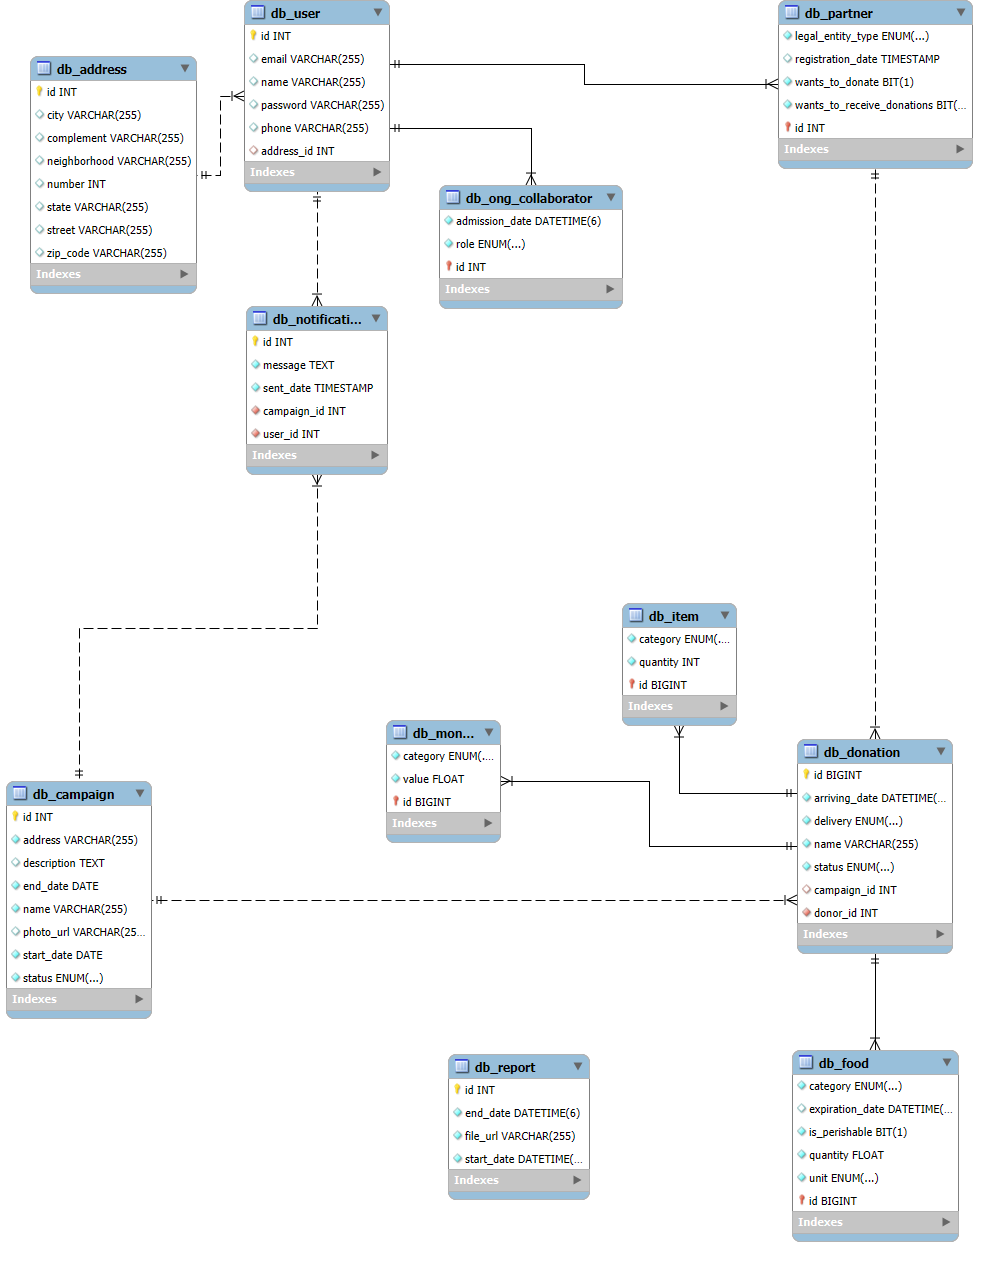 db_user
id INT
email VARCHAR(255)
name VARCHAR(255)
password VARCHAR(255)
phone VARCHAR(255)
address_id INT
Indexes
db_partner
legal_entity_type ENUM(...)
registration_date TIMESTAMP
wants_to_donate BIT(1)
wants_to_receive_donations BIT(...
id INT
Indexes
db_address
id INT
city VARCHAR(255)
complement VARCHAR(255)
neighborhood VARCHAR(255)
number INT
state VARCHAR(255)
street VARCHAR(255)
zip_code VARCHAR(255)
Indexes
db_ong_collaborator
admission_date DATETIME(6)
role ENUM(...)
id INT
Indexes
db_notificati...
id INT
message TEXT
sent_date TIMESTAMP
campaign_id INT
user_id INT
Indexes
db_item
category ENUM(....
quantity INT
id BIGINT
Indexes
db_mon...
category ENUM(....
value FLOAT
id BIGINT
Indexes
db_donation
id BIGINT
arriving_date DATETIME(...
delivery ENUM(...)
name VARCHAR(255)
status ENUM(...)
campaign_id INT
donor_id INT
Indexes
db_campaign
id INT
address VARCHAR(255)
description TEXT
end_date DATE
name VARCHAR(255)
photo_url VARCHAR(25...
start_date DATE
status ENUM(...)
Indexes
db_report
id INT
end_date DATETIME(6)
file_url VARCHAR(255)
start_date DATETIME(...
Indexes
db_food
category ENUM(...)
expiration_date DATETIME(...
is_perishable BIT(1)
quantity FLOAT
unit ENUM(...)
id BIGINT
Indexes